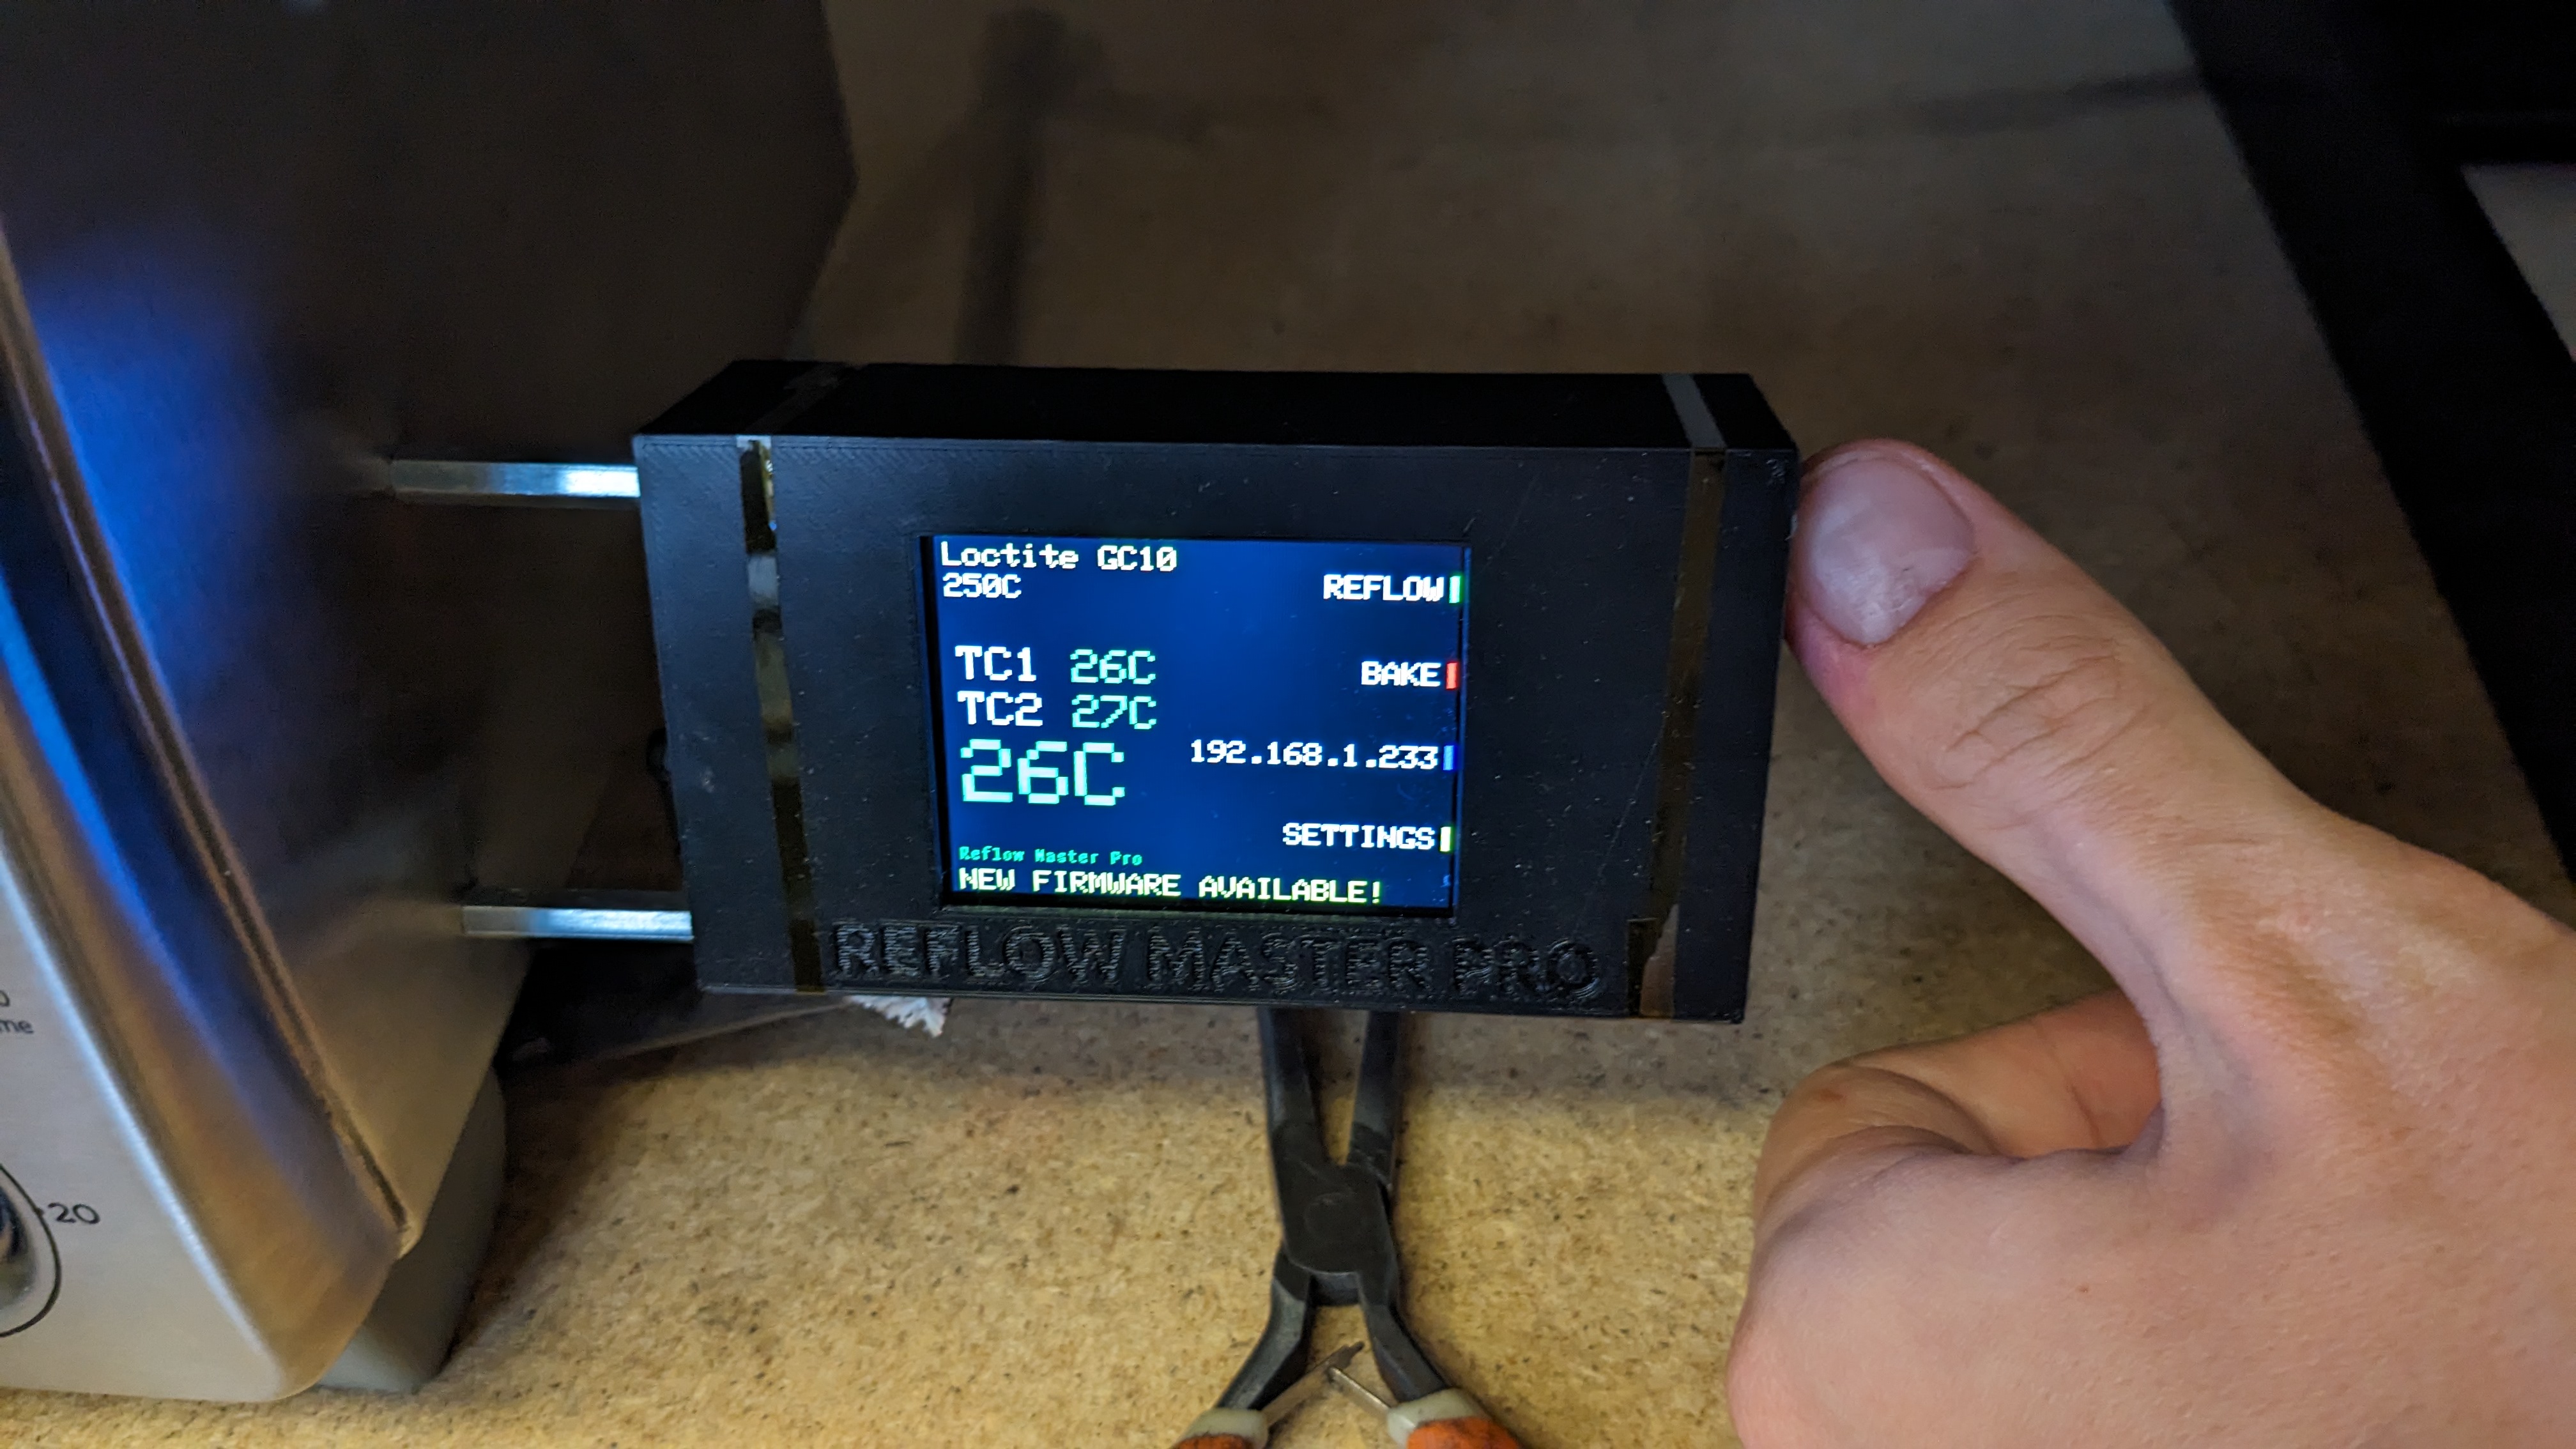 Loctite GC10
250C
REFLOW
TC1 26C
BAKE
TC2 27C
26C
192.168.1.233
SETTINGS
Reflow Master Pro
NEW FIRMWARE AVAILABLE!
REFLOW MASTER PRO
20